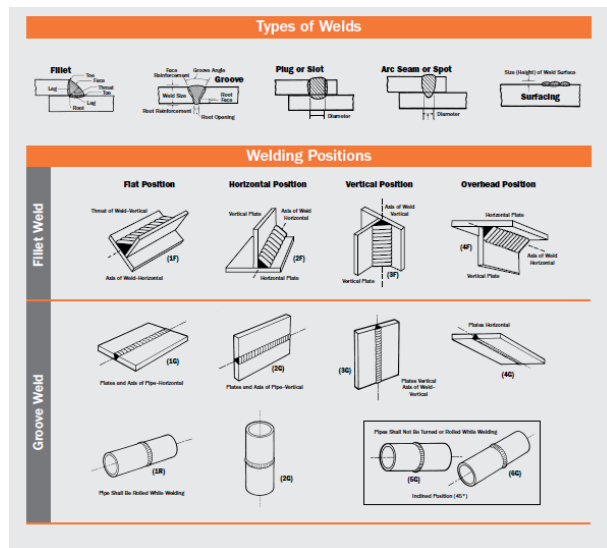 Types of Welds
Fillet
Toe
Face
Leg
Throat
Toe
Leg
Root
Face
Reinforcement
Groove Angle
Groove
Weld Size
Root
Face
Root Reinforcement
Root Opening
Plug or Slot
Diameter
Arc Seam or Spot
Diameter
Size (Height) of Weld Surface
Surfacing
Welding Positions
Fillet Weld
Flat Position
Horizontal Position
Vertical Position
Overhead Position
Throat of Weld-Vertical
(1F)
Axis of Weld-Horizontal
Vertical Plate
Axis of Weld
Horizontal
(2F)
Horizontal Plate
Axis of Weld
Vertical
(3F)
Vertical Plate
Horizontal Plate
(4F)
Axis of Weld
Horizontal
Vertical Plate
Groove Weld
(1G)
Plates and Axis of Pipe-Horizontal
(2G)
Plates and Axis of Pipe-Vertical
(3G)
Plates Vertical
Axis of Weld-
Vertical
Plates Horizontal
(4G)
(1R)
Pipe Shall Be Rolled While Welding
(2G)
Pipes Shall Not Be Turned or Rolled While Welding
(5G)
(6G)
Inclined Position (45°)